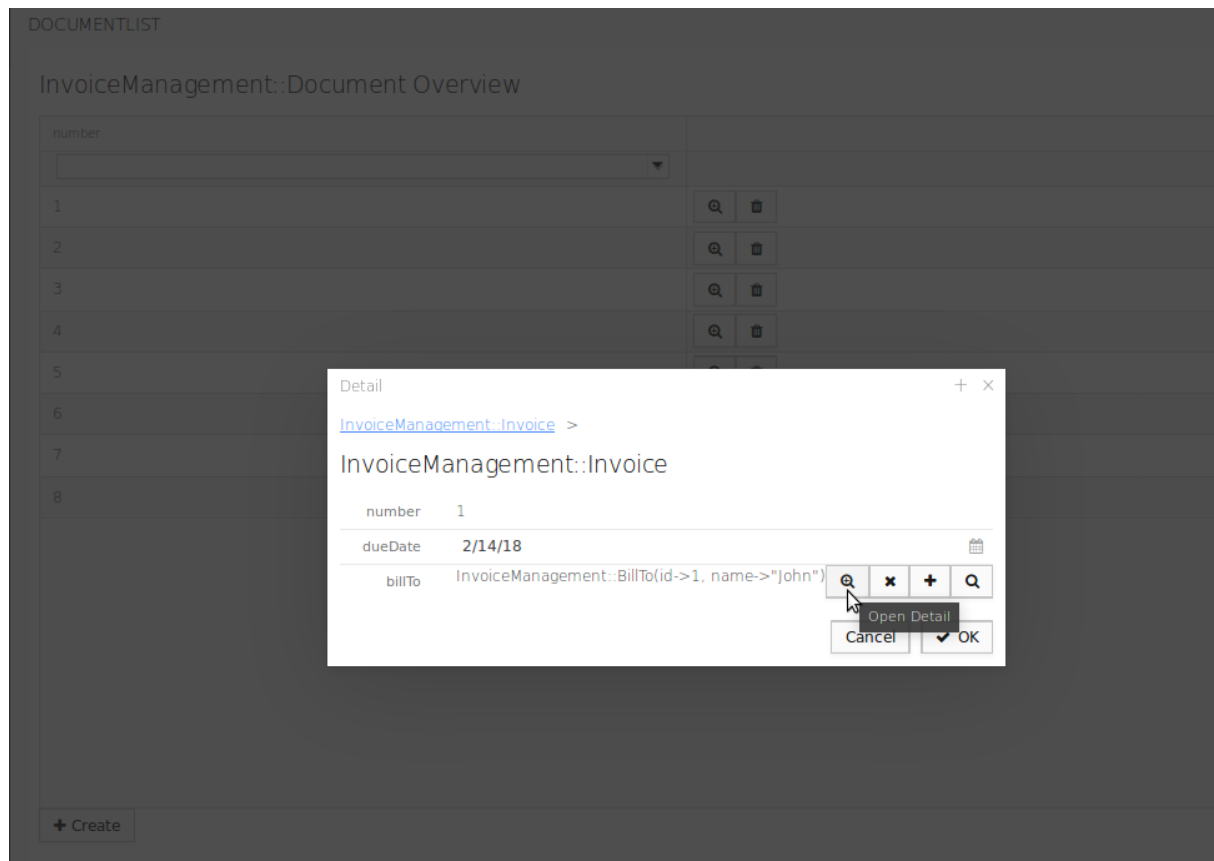 DOCUMENTLIST
InvoiceManagement::Document Overview
number
1
2
3
4
5
6
7
8
Detail
InvoiceManagement::Invoice >
InvoiceManagement::Invoice
number 1
dueDate 2/14/18
billTo InvoiceManagement::BillTo(id->1, name->"John")
Open Detail
Cancel OK
Create